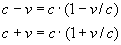 c − v = c · (1 − v/c)
c + v = c · (1 + v/c)